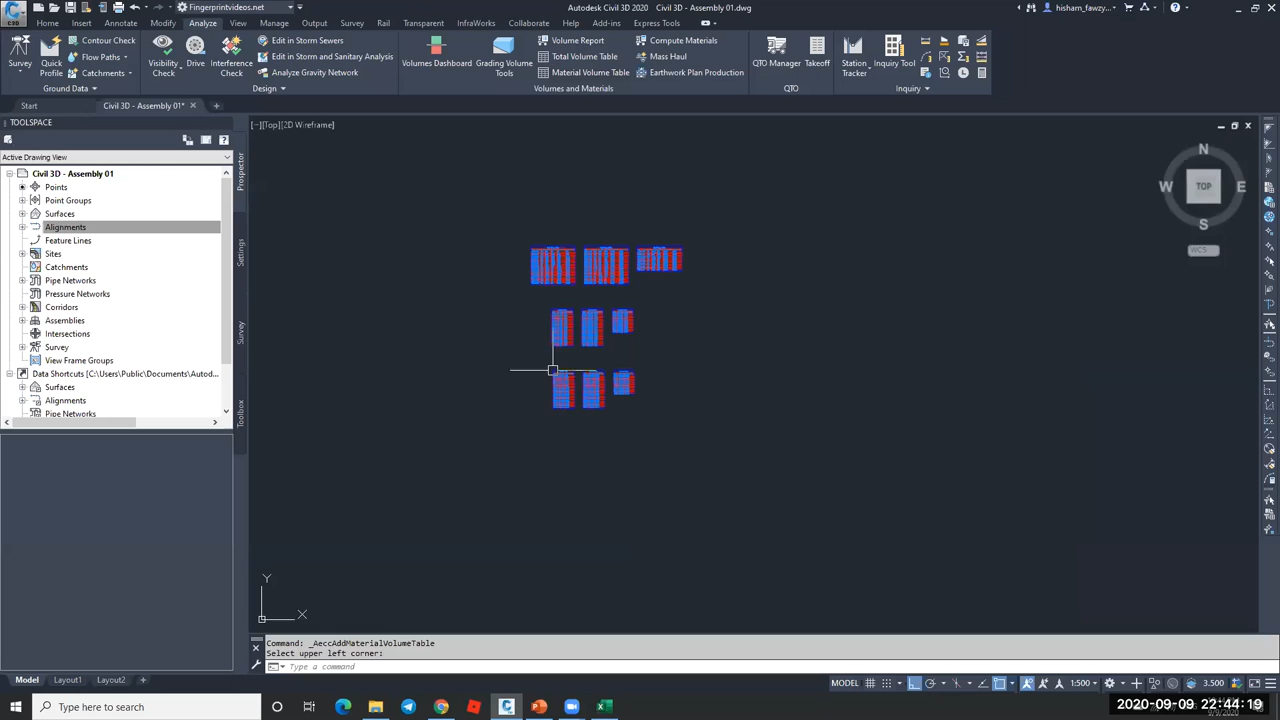 C3D
Fingerprintvideos.net
Autodesk Civil 3D 2020
Civil 3D - Assembly 01.dwg
hisham_fawzy...
Home Insert Annotate Modify Analyze View Manage Output Survey Rail Transparent InfraWorks Collaborate Help Add-ins Express Tools
Survey
Quick Profile
Contour Check
Flow Paths
Catchments
Ground Data
Visibility Check
Drive
Interference Check
Edit in Storm Sewers
Edit in Storm and Sanitary Analysis
Analyze Gravity Network
Design
Volumes Dashboard
Grading Volume Tools
Volume Report
Total Volume Table
Material Volume Table
Compute Materials
Mass Haul
Earthwork Plan Production
Volumes and Materials
QTO Manager
Takeoff
QTO
Station Tracker
Inquiry Tool
Inquiry
Start
Civil 3D - Assembly 01*
TOOLSPACE
Active Drawing View
Civil 3D - Assembly 01
Points
Point Groups
Surfaces
Alignments
Feature Lines
Sites
Catchments
Pipe Networks
Pressure Networks
Corridors
Assemblies
Intersections
Survey
View Frame Groups
Data Shortcuts [C:\Users\Public\Documents\Autod...
Surfaces
Alignments
Pipe Networks
Prospector
Settings
Survey
Toolbox
[−][Top][2D Wireframe]
N
W TOP E
S
WCS
Y
X
Command: _AeccAddMaterialVolumeTable
Select upper left corner:
Type a command
Model Layout1 Layout2
MODEL
1:500
3.500
Type here to search
2020-09-09 22:44:19